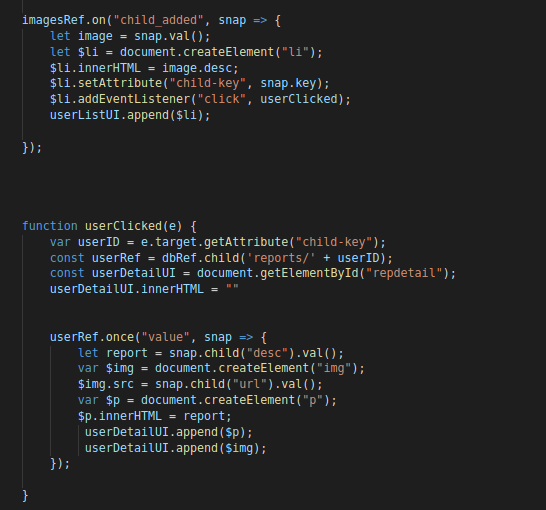 imagesRef.on("child_added", snap => {
    let image = snap.val();
    let $li = document.createElement("li");
    $li.innerHTML = image.desc;
    $li.setAttribute("child-key", snap.key);
    $li.addEventListener("click", userClicked);
    userListUI.append($li);
});
function userClicked(e) {
    var userID = e.target.getAttribute("child-key");
    const userRef = dbRef.child('reports/' + userID);
    const userDetailUI = document.getElementById("repdetail");
    userDetailUI.innerHTML = ""
    userRef.once("value", snap => {
        let report = snap.child("desc").val();
        var $img = document.createElement("img");
        $img.src = snap.child("url").val();
        var $p = document.createElement("p");
        $p.innerHTML = report;
         userDetailUI.append($p);
         userDetailUI.append($img);
    });
}